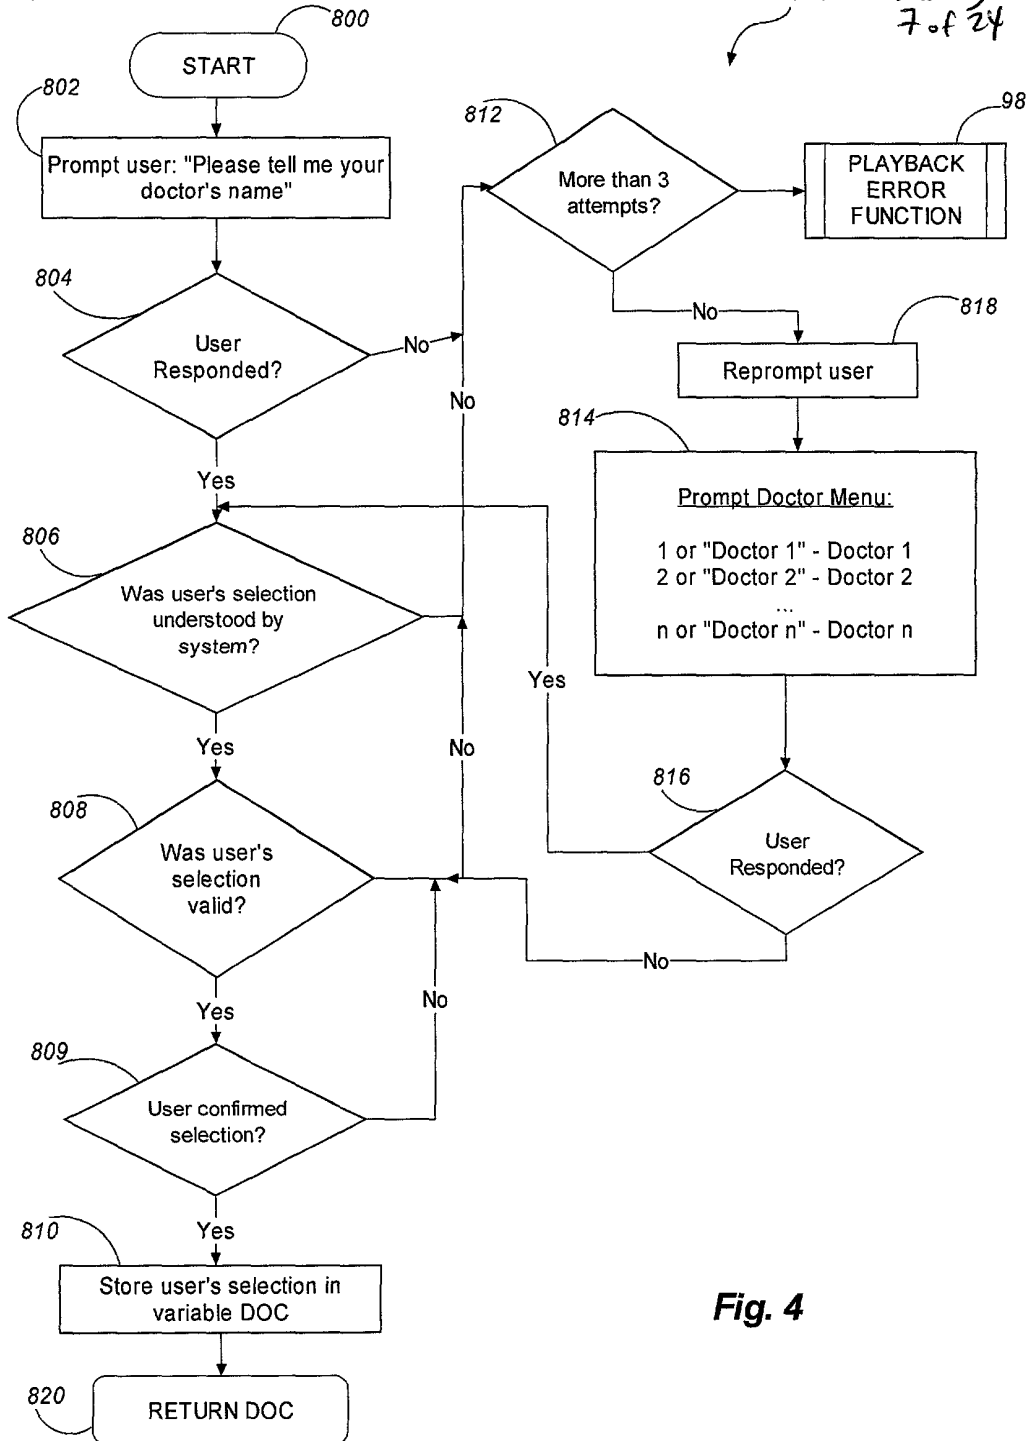 7 of 24
800
START
802
Prompt user: "Please tell me your
doctor's name"
804
User
Responded?
No
Yes
806
Was user's selection
understood by
system?
No
Yes
808
Was user's
selection
valid?
No
Yes
809
User confirmed
selection?
No
Yes
810
Store user's selection in
variable DOC
820
RETURN DOC
812
More than 3
attempts?
98
PLAYBACK
ERROR
FUNCTION
No
818
Reprompt user
814
Prompt Doctor Menu:
1 or "Doctor 1" - Doctor 1
2 or "Doctor 2" - Doctor 2
...
n or "Doctor n" - Doctor n
Yes
816
User
Responded?
No
Fig. 4